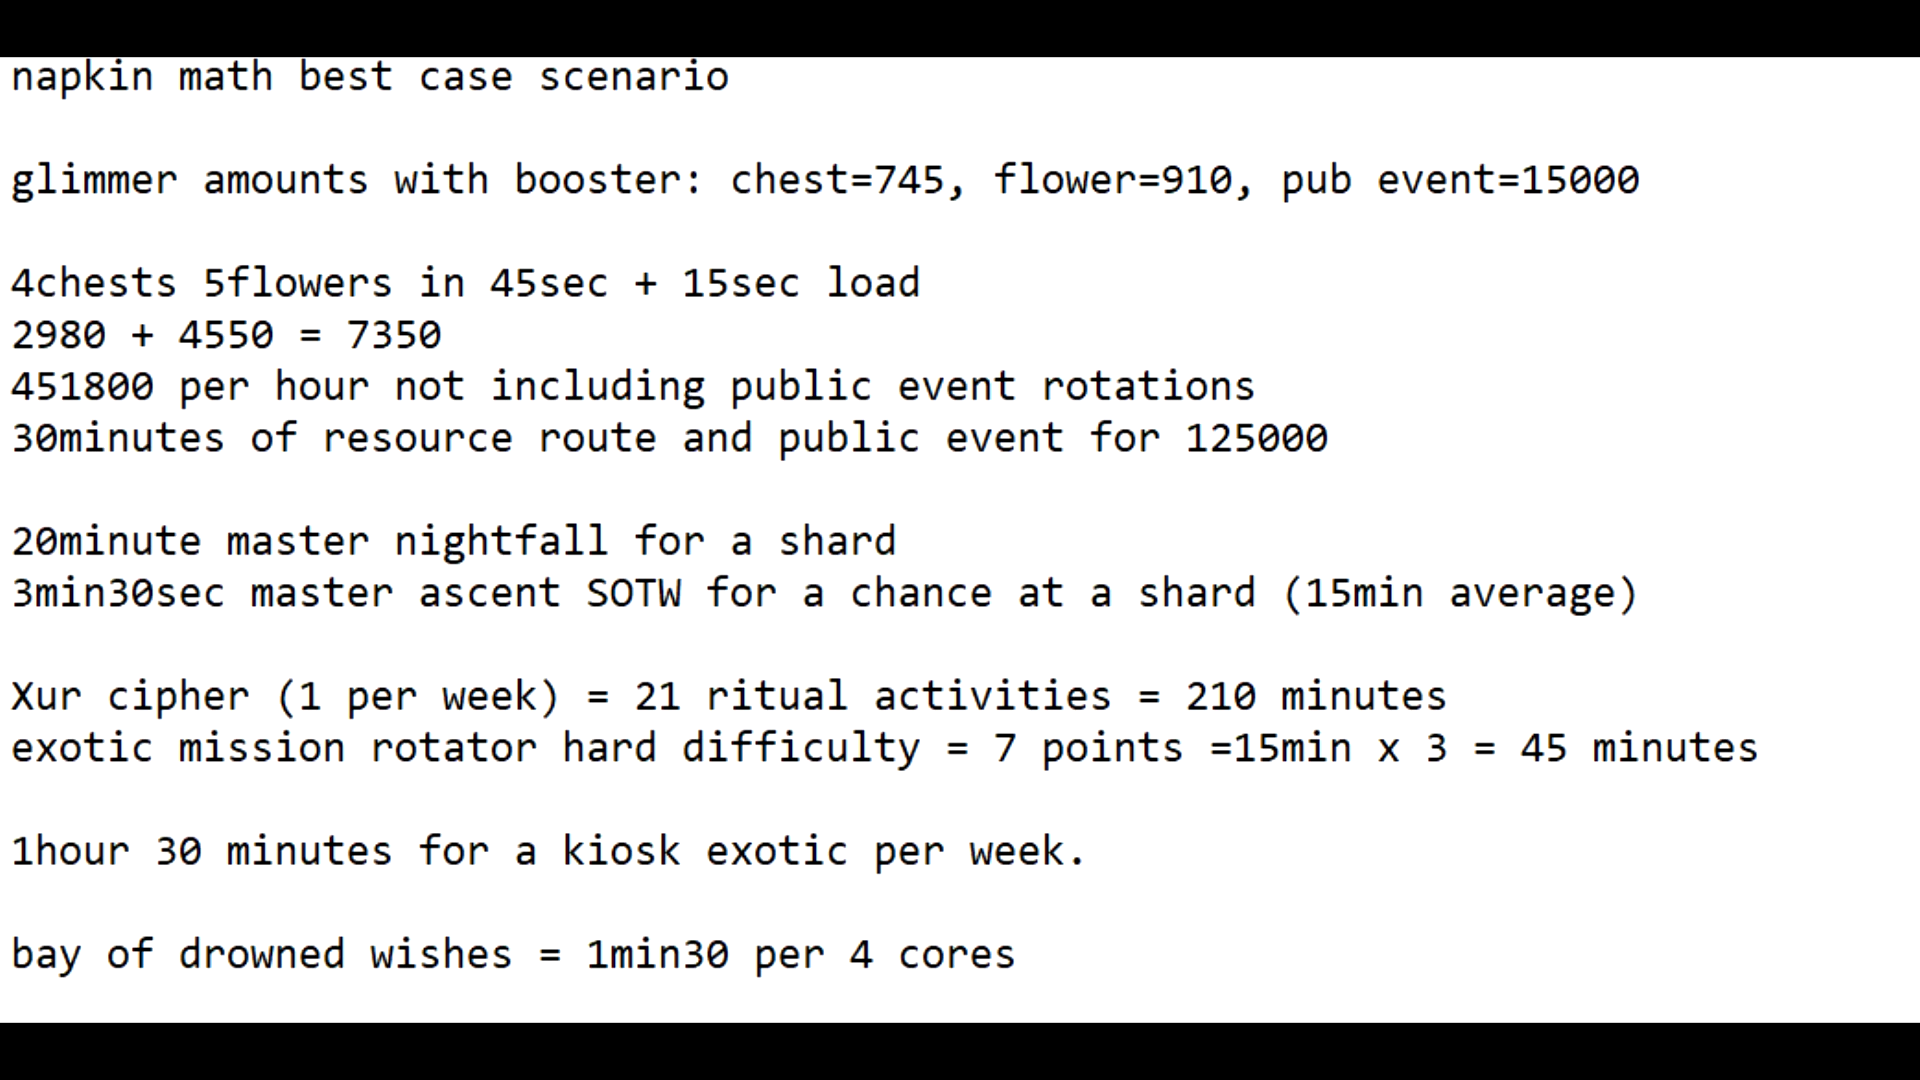 napkin math best case scenario
glimmer amounts with booster: chest=745, flower=910, pub event=15000
4chests 5flowers in 45sec + 15sec load
2980 + 4550 = 7350
451800 per hour not including public event rotations
30minutes of resource route and public event for 125000
20minute master nightfall for a shard
3min30sec master ascent SOTW for a chance at a shard (15min average)
Xur cipher (1 per week) = 21 ritual activities = 210 minutes
exotic mission rotator hard difficulty = 7 points =15min x 3 = 45 minutes
1hour 30 minutes for a kiosk exotic per week.
bay of drowned wishes = 1min30 per 4 cores